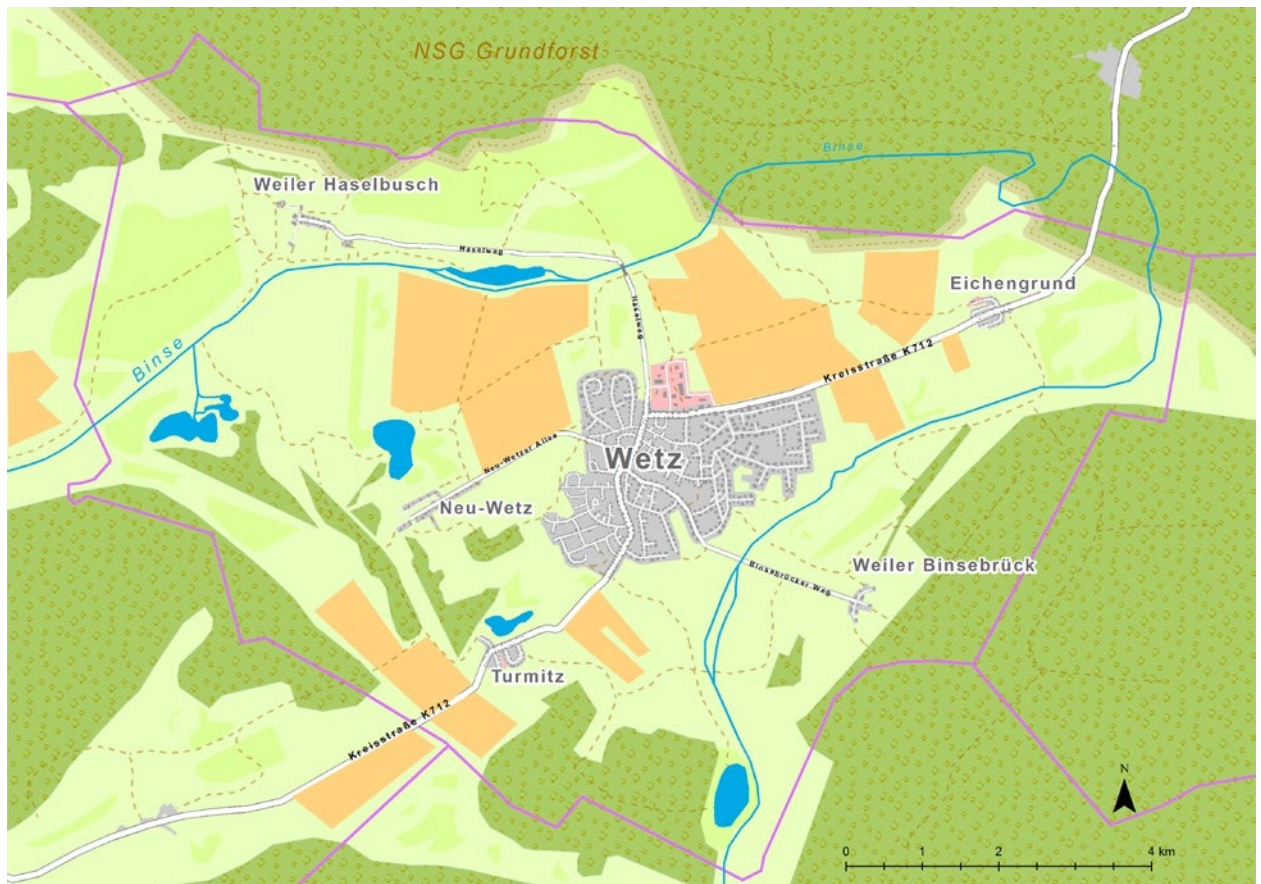 NSG Grundforst
Binse
Weiler Haselbusch
Haselweg
Eichengrund
Haselweg
Binse
Kreisstraße K712
Neu-Wetzer Allee
Wetz
Neu-Wetz
Weiler Binsebrück
Binsebrücker Weg
Turmitz
Kreisstraße K712
N
0 1 2 4 km